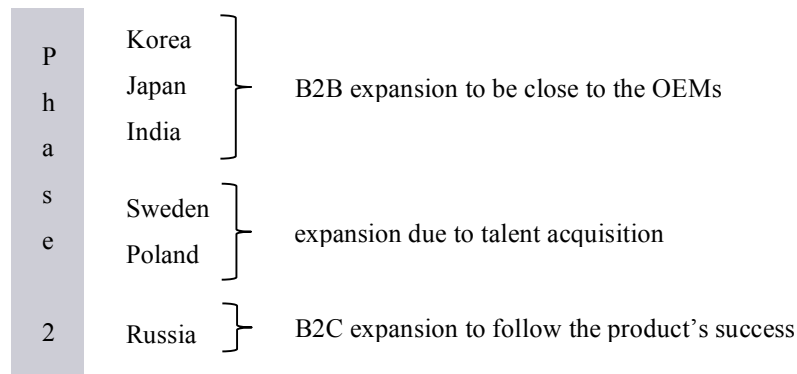 Phase 2
Korea
Japan
India
B2B expansion to be close to the OEMs
Sweden
Poland
expansion due to talent acquisition
Russia
B2C expansion to follow the product’s success